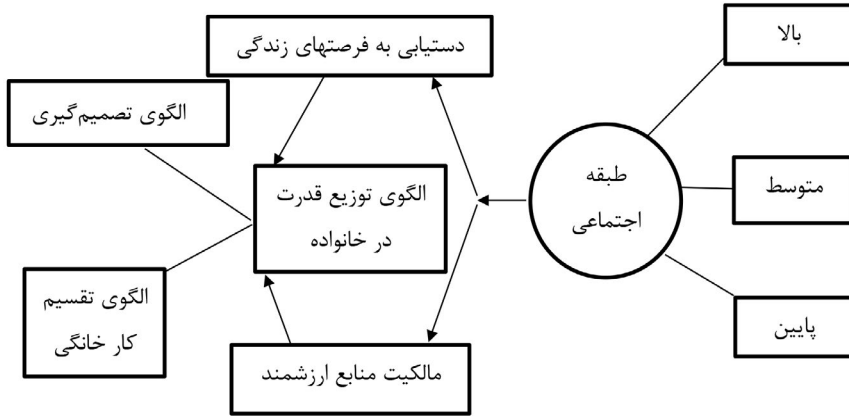 بالا
دستیابی به فرصتهای زندگی
الگوی تصمیم‌گیری
طبقه
اجتماعی
متوسط
الگوی توزیع قدرت
در خانواده
الگوی تقسیم
کار خانگی
پایین
مالکیت منابع ارزشمند